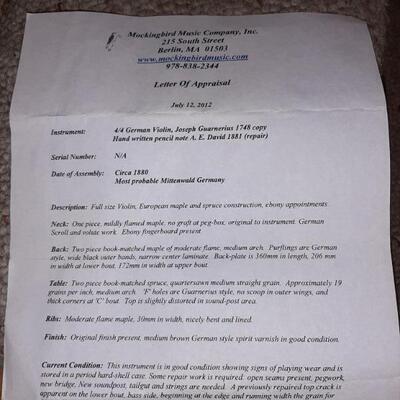 Mockingbird Music Company, Inc.
215 South Street
Berlin, MA 01503
www.mockingbirdmusic.com
978-838-2344
Letter Of Appraisal
July 12, 2012
Instrument: 4/4 German Violin, Joseph Guarnerius 1748 copy
Hand written pencil note A. E. David 1881 (repair)
Serial Number: N/A
Date of Assembly: Circa 1880
Most probable Mittenwald Germany
Description: Full size Violin, European maple and spruce construction, ebony appointments
Neck: One piece, mildly flamed maple, no graft at peg-box, original to instrument. German
Scroll and volute work. Ebony fingerboard present
Back: Two piece book-matched maple of moderate flame, medium arch. Purflings are German
style, wide black outer bands, narrow center laminate. Back-plate is 360mm in length, 206 mm
in width at lower bout, 172mm in width at upper bout.
Table: Two piece book-matched spruce, quartersawn medium straight grain. Approximately 19
grains per inch, medium arch. 'F' holes are Guarnerius style, no scoop in outer wings, and
thick corners at 'C' bout. Top is slightly distorted in sound-post area.
Ribs: Moderate flame maple, 30mm in width, nicely bent and lined.
Finish: Original finish present, medium brown German style spirit varnish in good condition.
Current Condition: This instrument is in good condition showing signs of playing wear and is
stored in a period hard-shell case. Some repair work is required. open seams present, pegwork,
new bridge, New soundpost, tailgut and strings are needed. A previously repaired top crack is
apparent on the lower bout, bass side, beginning at the edge and running width the grain for